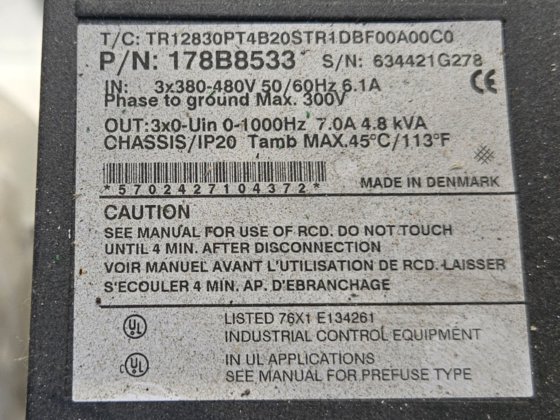 T/C: TR12830PT4B20STR1DBF00A00C0
P/N: 178B8533 S/N: 634421G278
IN: 3x380-480V 50/60Hz 6.1A
Phase to ground Max. 300V
CE
OUT:3x0-Uin 0-1000Hz 7.0A 4.8 kVA
CHASSIS/IP20 Tamb MAX.45°C/113°F
*5702427104372* MADE IN DENMARK
CAUTION
SEE MANUAL FOR USE OF RCD. DO NOT TOUCH
UNTIL 4 MIN. AFTER DISCONNECTION
VOIR MANUEL AVANT L'UTILISATION DE RCD. LAISSER
S'ECOULER 4 MIN. AP. D'EBRANCHAGE
UL LISTED 76X1 E134261
INDUSTRIAL CONTROL EQUIPMENT
c UL IN UL APPLICATIONS
SEE MANUAL FOR PREFUSE TYPE